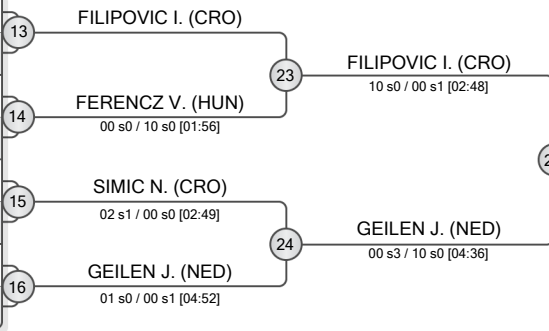 13
FILIPOVIC I. (CRO)
23
FILIPOVIC I. (CRO)
10 s0 / 00 s1 [02:48]
14
FERENCZ V. (HUN)
00 s0 / 10 s0 [01:56]
15
SIMIC N. (CRO)
02 s1 / 00 s0 [02:49]
24
GEILEN J. (NED)
00 s3 / 10 s0 [04:36]
16
GEILEN J. (NED)
01 s0 / 00 s1 [04:52]